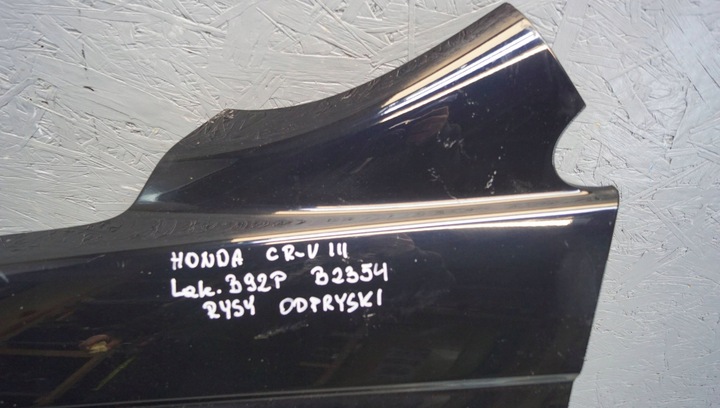 HONDA CR-V III
Lak. B92P B2354
RYSY ODPRYSKI